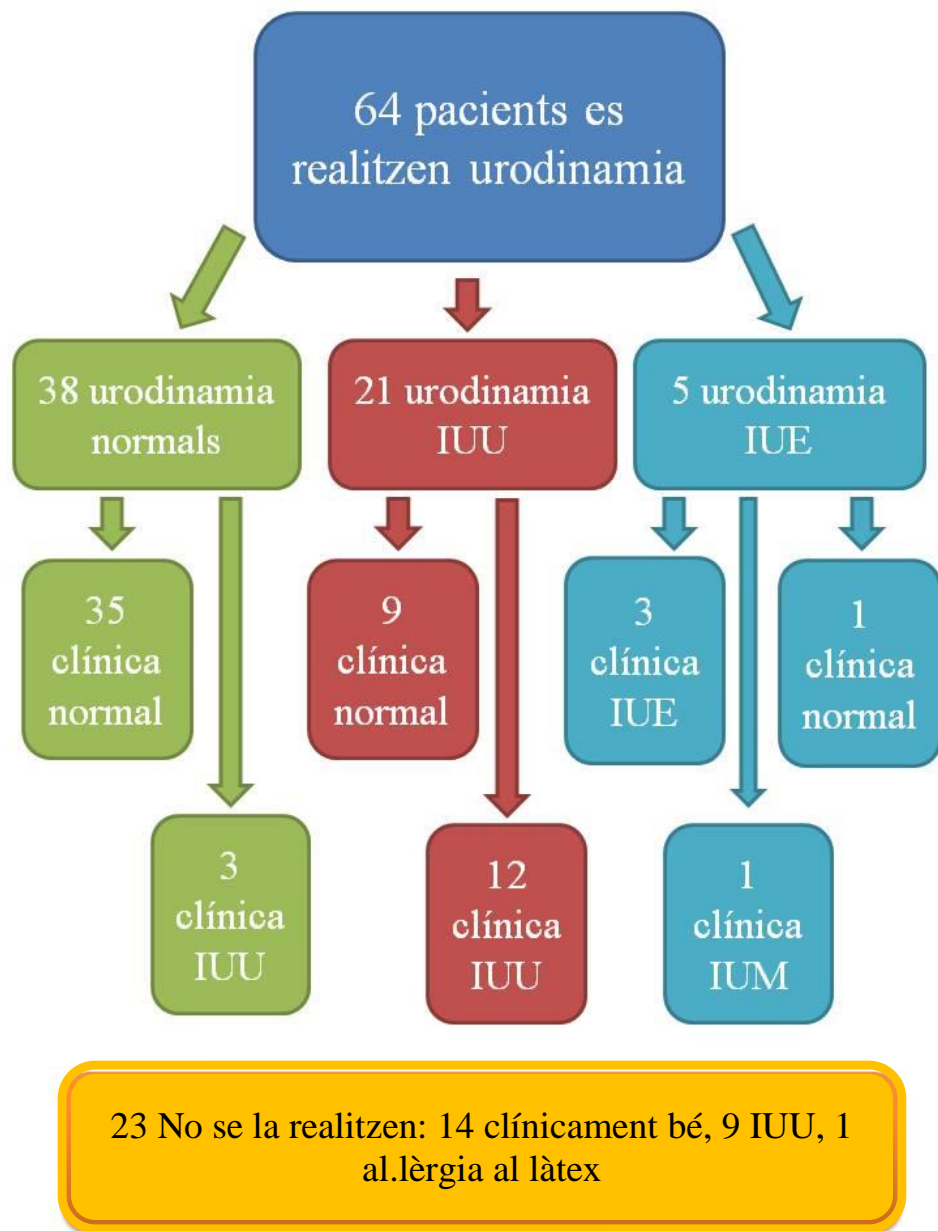 64 pacients es
realitzen urodinamia
38 urodinamia
normals
21 urodinamia
IUU
5 urodinamia
IUE
35
clínica
normal
9
clínica
normal
3
clínica
IUE
1
clínica
normal
3
clínica
IUU
12
clínica
IUU
1
clínica
IUM
23 No se la realitzen: 14 clínicament bé, 9 IUU, 1
al.lèrgia al làtex